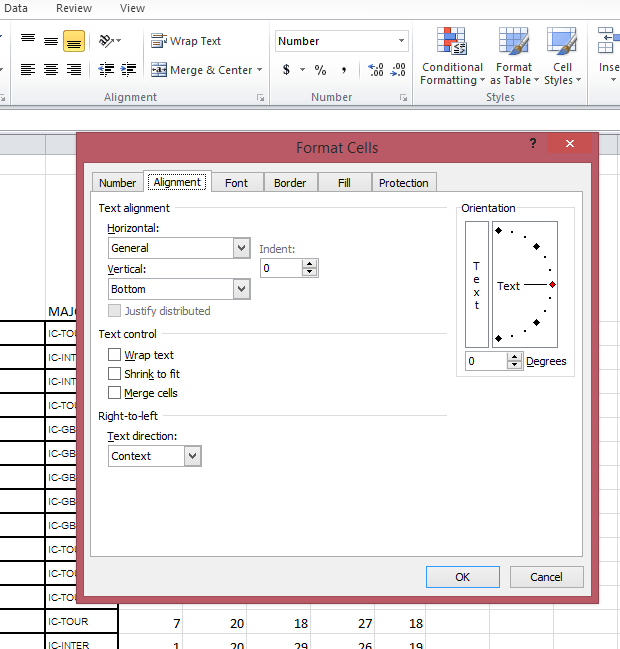 Data Review View
Wrap Text
Merge & Center
Alignment
Number
$ % ,
.00 .0
Number
Conditional Formatting
Format as Table
Cell Styles
Styles
Inse
Format Cells
? ×
Number Alignment Font Border Fill Protection
Text alignment
Horizontal:
General
Indent:
0
Vertical:
Bottom
Justify distributed
Text control
Wrap text
Shrink to fit
Merge cells
Right-to-left
Text direction:
Context
Orientation
Text
Text
0 Degrees
OK Cancel
MAJO
IC-TOUR
IC-INT
IC-INT
IC-TOU
IC-GB
IC-GB
IC-GB
IC-GB
IC-GB
IC-TOU
IC-TOU
IC-TOU
IC-TOUR 7 20 18 27 18
IC-INTER 1 20 29 26 19